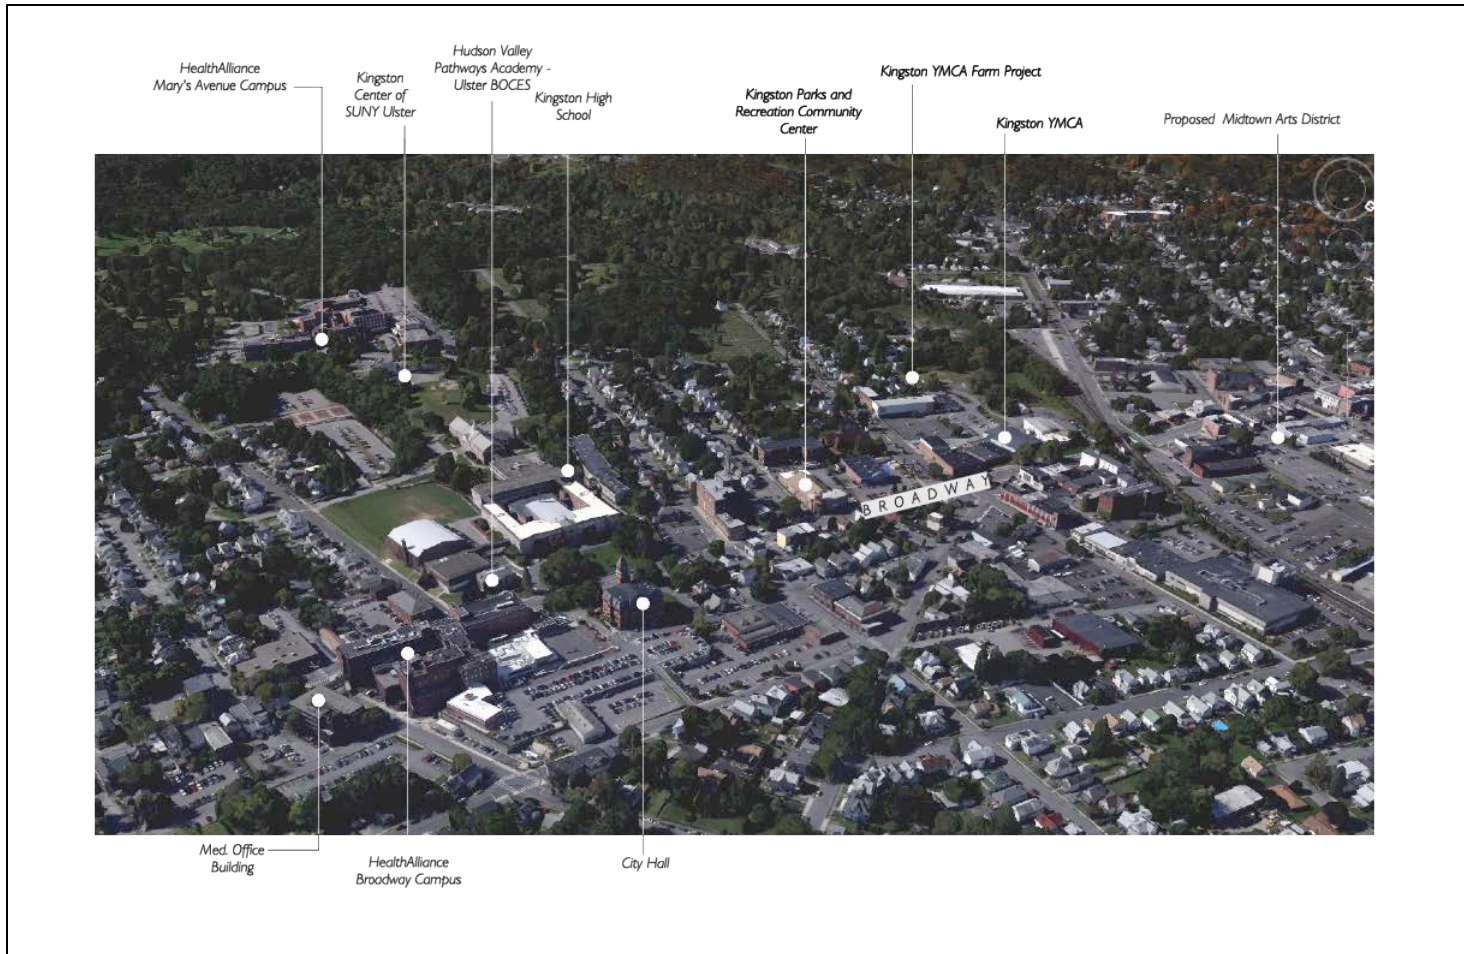 HealthAlliance
Mary's Avenue Campus
Kingston
Center of
SUNY Ulster
Hudson Valley
Pathways Academy -
Ulster BOCES
Kingston High
School
Kingston Parks and
Recreation Community
Center
Kingston YMCA Farm Project
Kingston YMCA
Proposed Midtown Arts District
BROADWAY
Med. Office
Building
HealthAlliance
Broadway Campus
City Hall